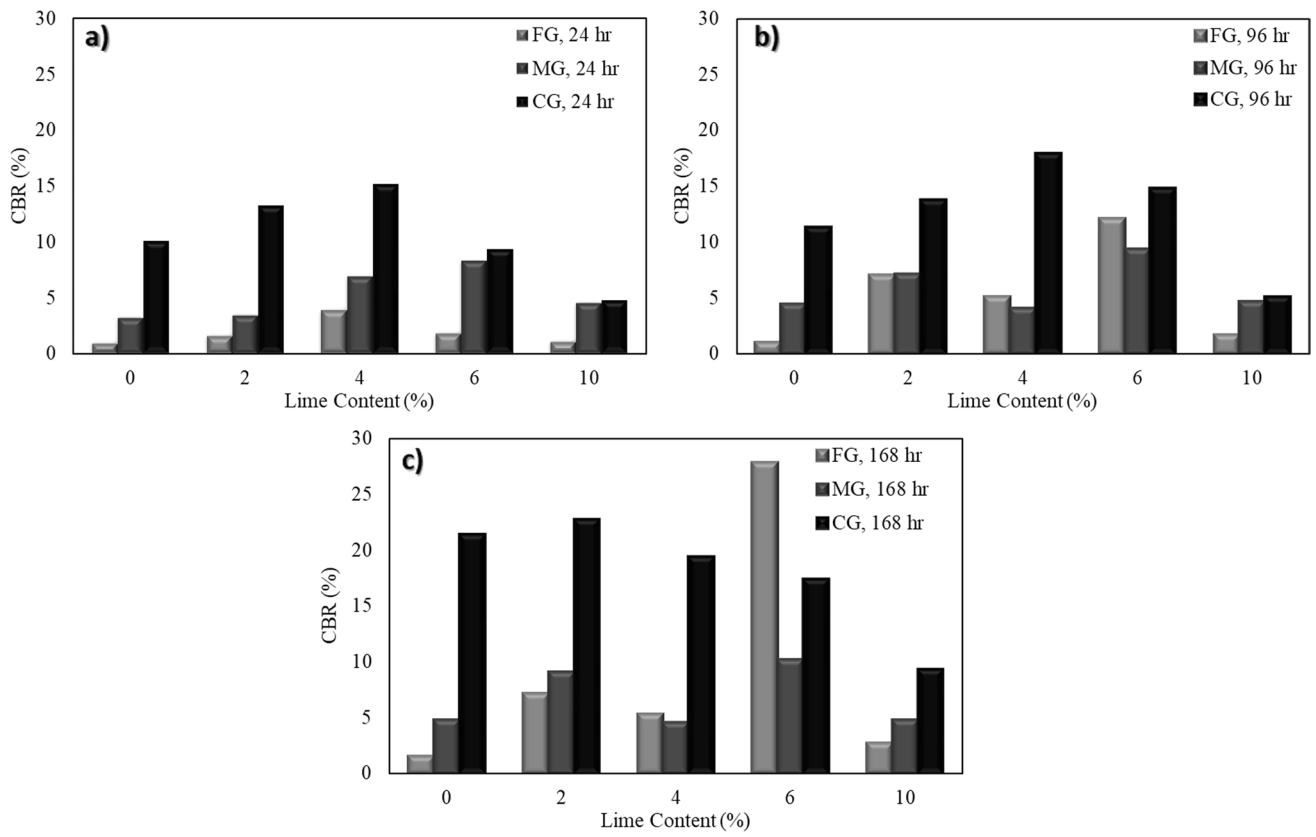 a)
FG, 24 hr
MG, 24 hr
CG, 24 hr
30
25
20
15
10
5
0
CBR (%)
0 2 4 6 10
Lime Content (%)
b)
FG, 96 hr
MG, 96 hr
CG, 96 hr
30
25
20
15
10
5
0
CBR (%)
0 2 4 6 10
Lime Content (%)
c)
FG, 168 hr
MG, 168 hr
CG, 168 hr
30
25
20
15
10
5
0
CBR (%)
0 2 4 6 10
Lime Content (%)